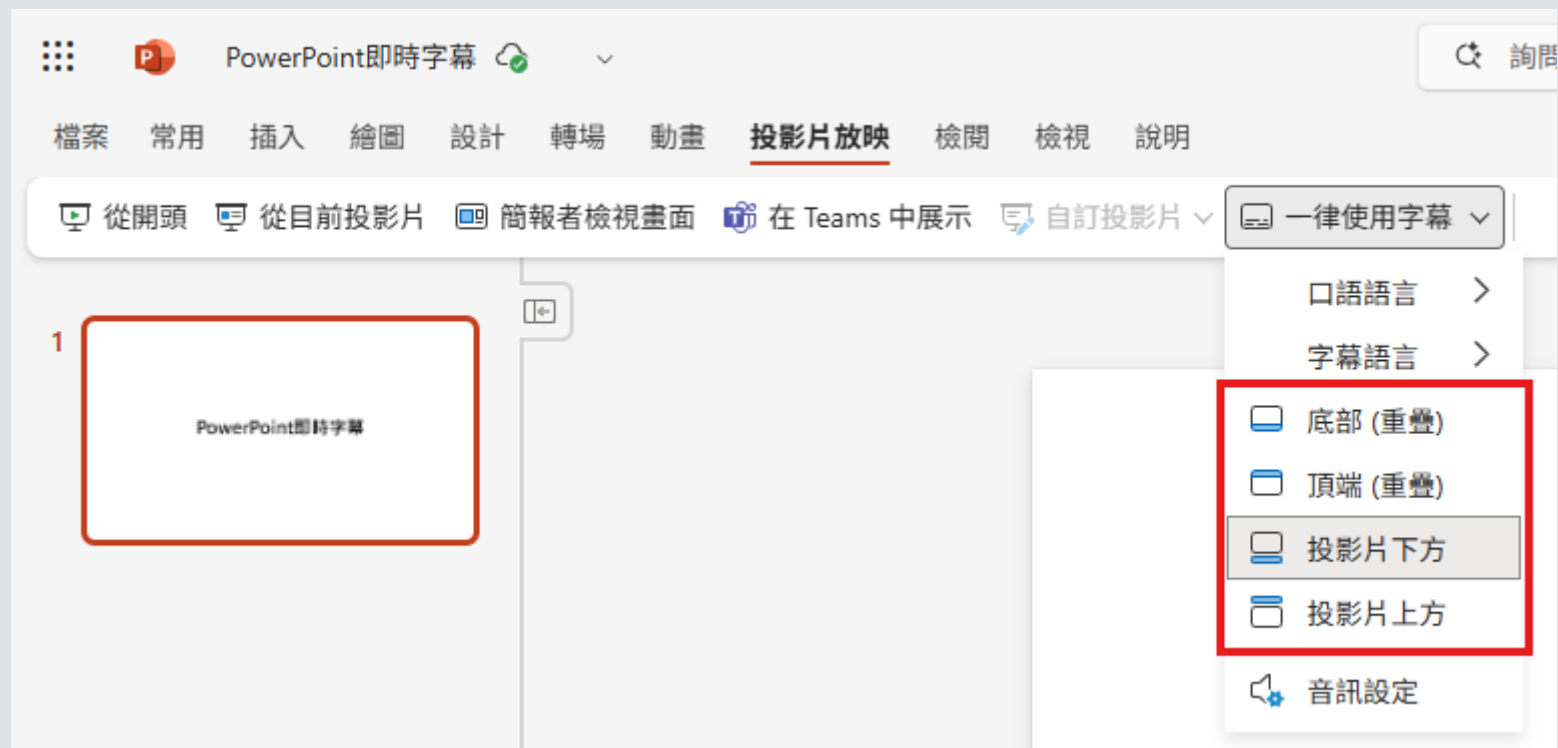 PowerPoint即時字幕
詢問
檔案 常用 插入 繪圖 設計 轉場 動畫 投影片放映 檢閱 檢視 說明
從開頭 從目前投影片 簡報者檢視畫面 在 Teams 中展示 自訂投影片 一律使用字幕
口語語言
字幕語言
底部 (重疊)
頂端 (重疊)
投影片下方
投影片上方
音訊設定
1
PowerPoint即時字幕